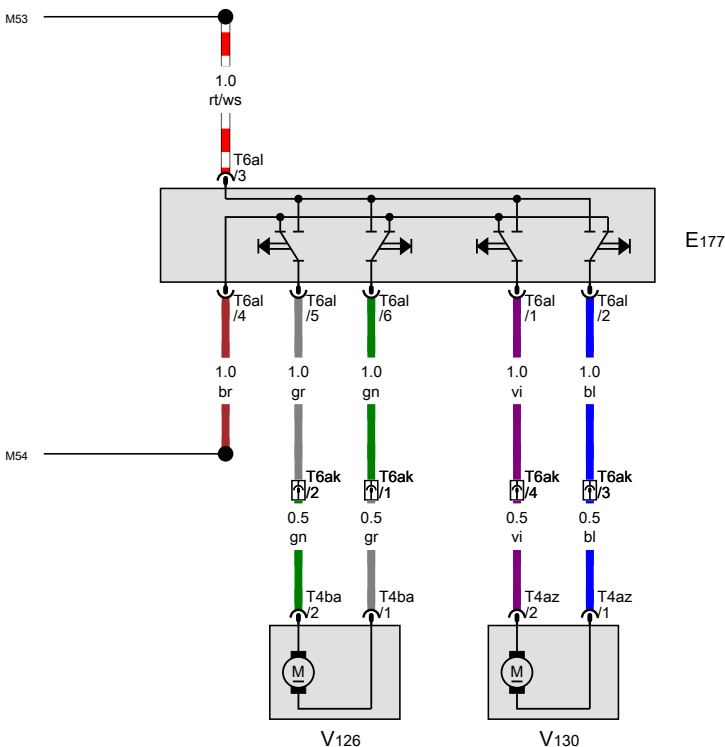 M53
1.0
rt/ws
T6al
/3
E177
T6al T6al T6al T6al T6al
/4 /5 /6 /1 /2
1.0 1.0 1.0 1.0 1.0
br gr gn vi bl
M54
T6ak T6ak T6ak T6ak
/2 /1 /4 /3
0.5 0.5 0.5 0.5
gn gr vi bl
T4ba T4ba T4az T4az
/2 /1 /2 /1
M M
V126 V130